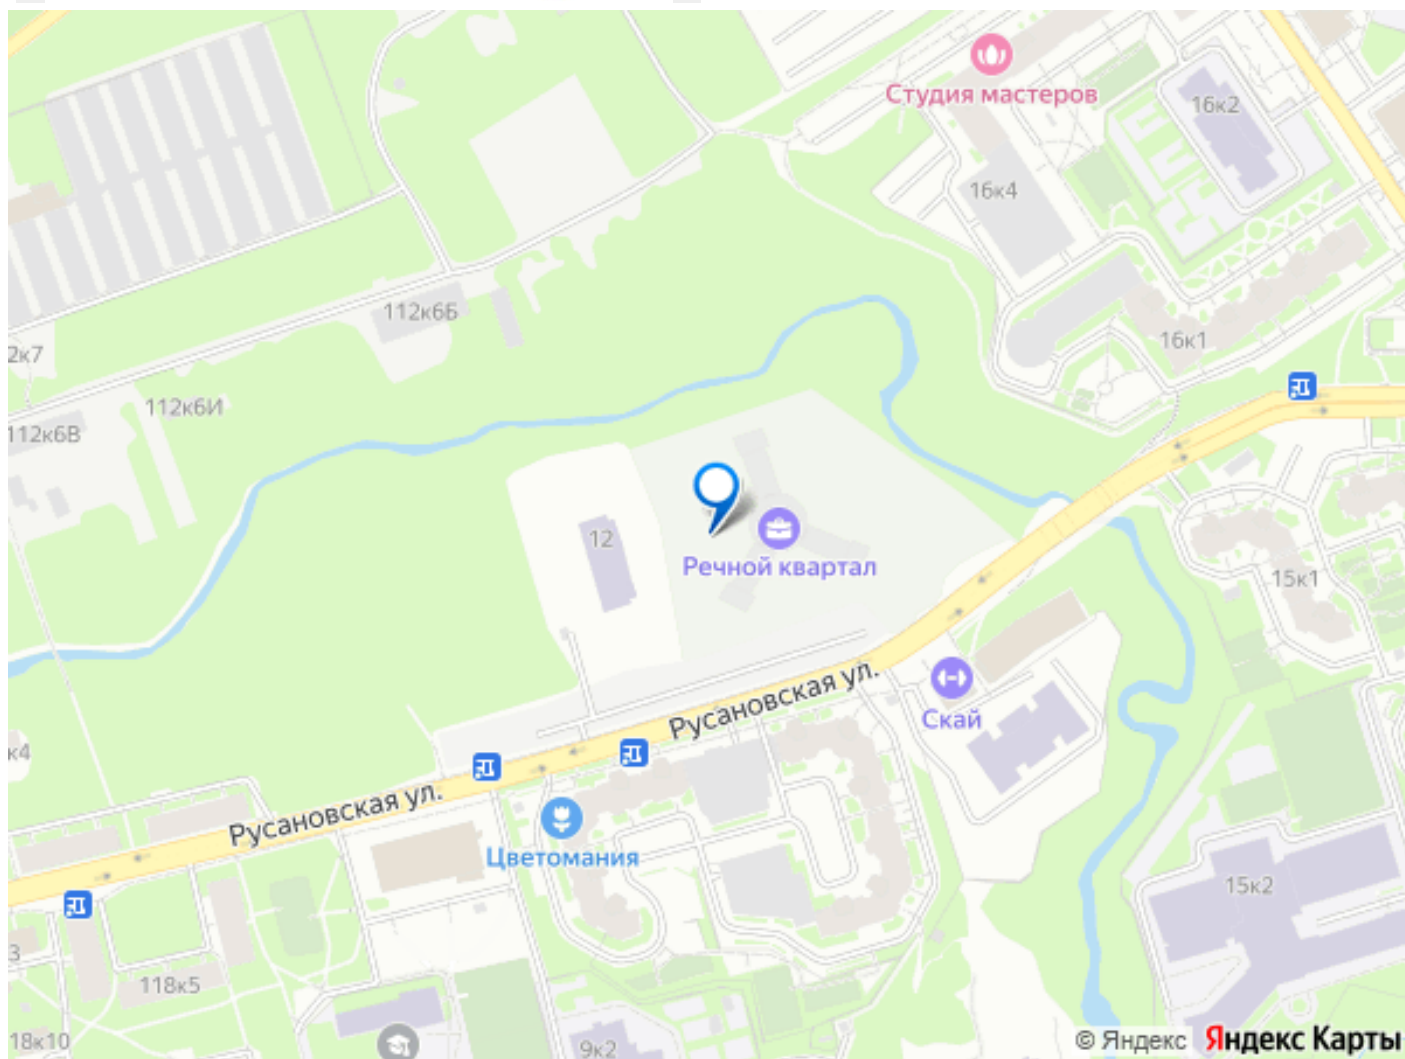 Студия мастеров
16к2
16к4
112к6Б
16к1
2к7
112к6И
112к6В
12
Речной квартал
15к1
Русановская ул.
Скай
к4
Русановская ул.
Цветомания
15к2
3
118к5
18к10
9к2
© Яндекс Яндекс Карты